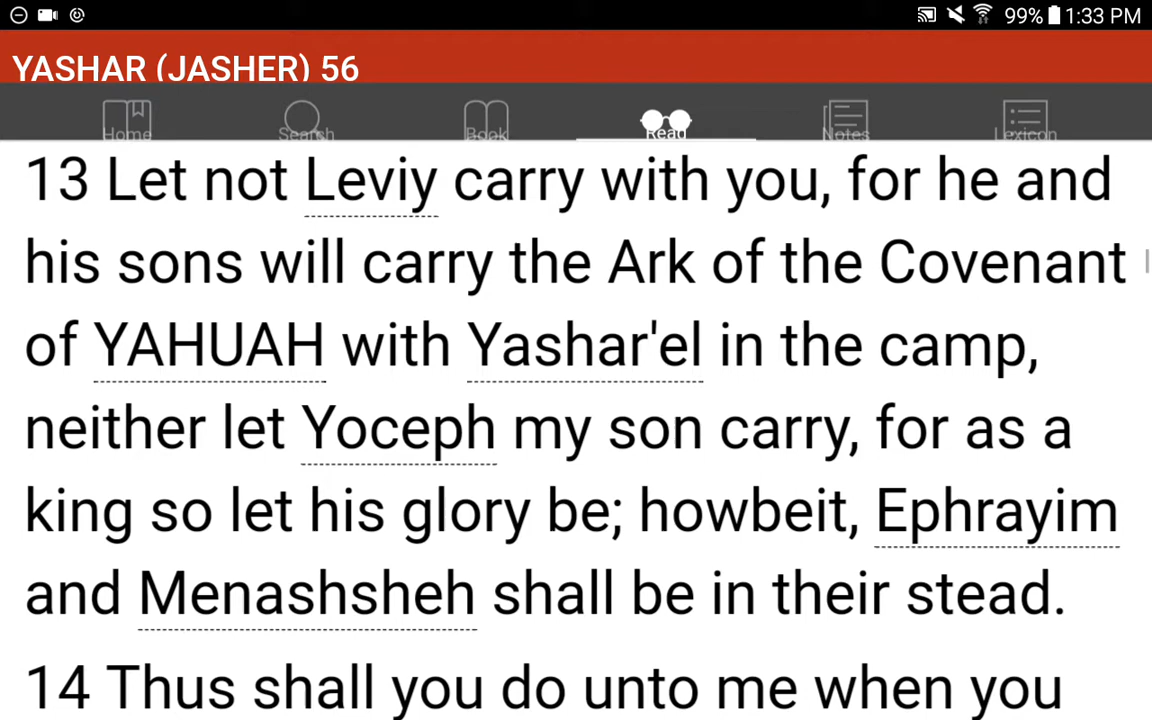 99% 1:33 PM
YASHAR (JASHER) 56
Home Search Book Read Notes Lexicon
13 Let not Leviy carry with you, for he and
his sons will carry the Ark of the Covenant
of YAHUAH with Yashar'el in the camp,
neither let Yoceph my son carry, for as a
king so let his glory be; howbeit, Ephrayim
and Menashsheh shall be in their stead.
14 Thus shall you do unto me when you